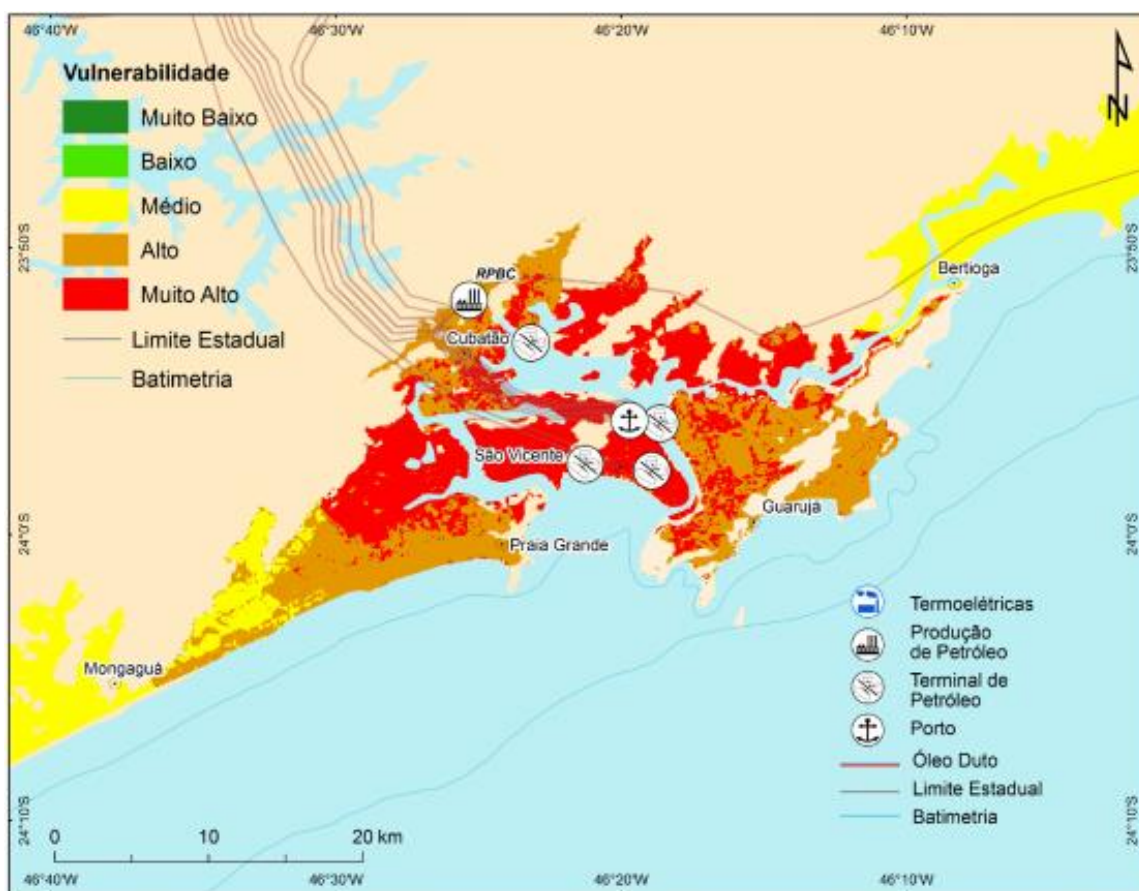 46°40'W
46°30'W
46°20'W
46°10'W
Vulnerabilidade
Muito Baixo
Baixo
Médio
Alto
Muito Alto
Limite Estadual
Batimetria
N
23°50'S
23°50'S
RPBC
Cubatão
Bertioga
São Vicente
Guarujá
Praia Grande
24°0'S
24°0'S
Mongaguá
Termoelétricas
Produção
de Petróleo
Terminal de
Petróleo
Porto
Óleo Duto
Limite Estadual
Batimetria
24°10'S
24°10'S
0 10 20 km
46°40'W
46°30'W
46°20'W
46°10'W